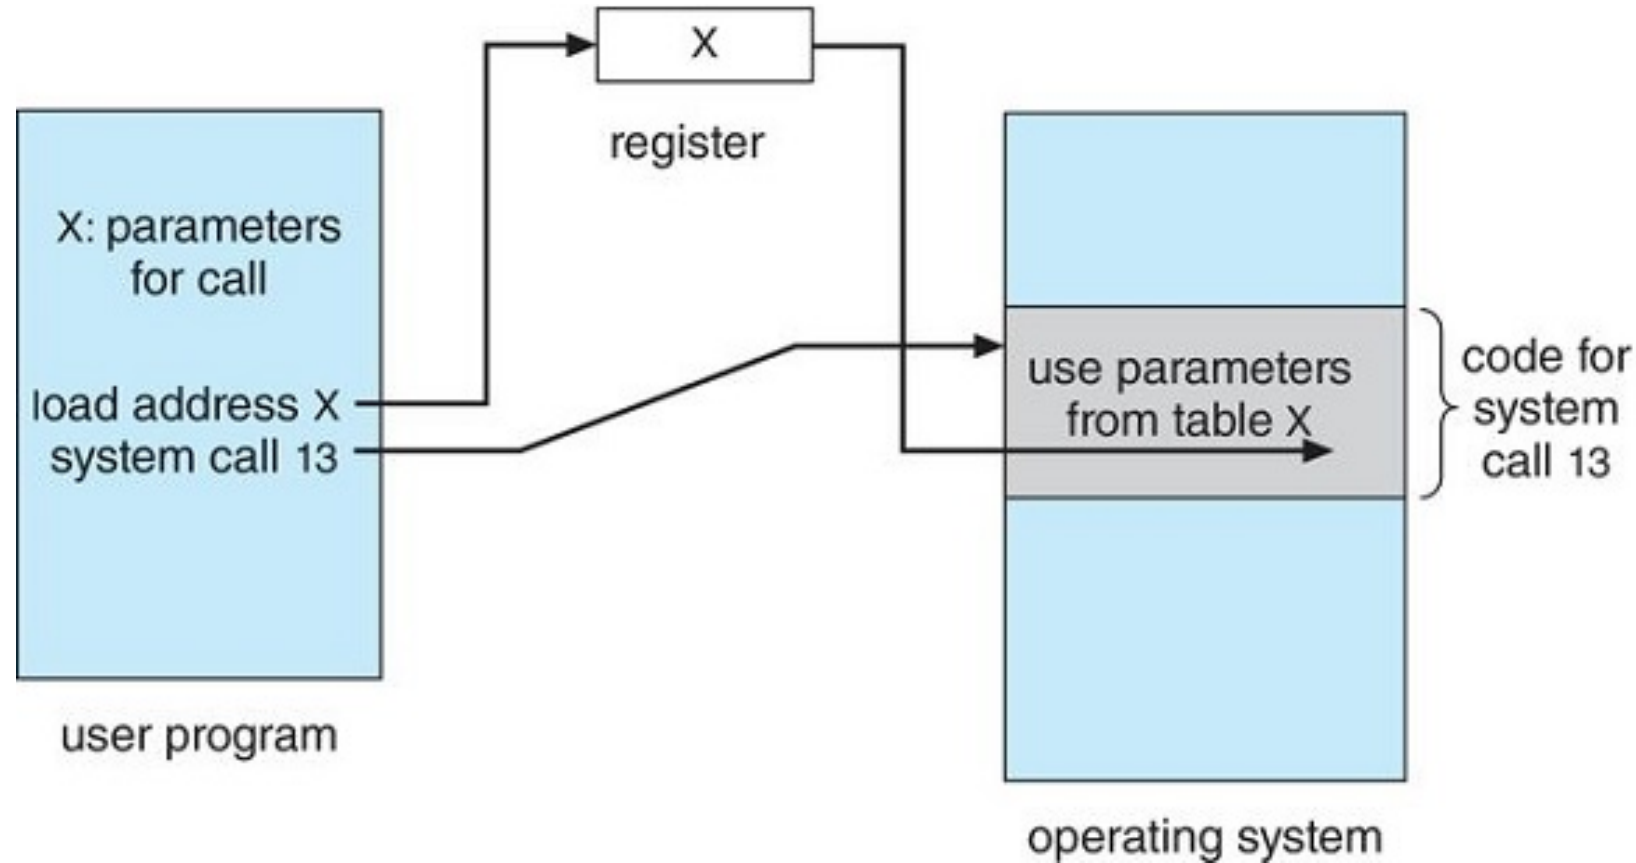 X
register
X: parameters
for call
load address X
system call 13
user program
use parameters
from table X
code for
system
call 13
operating system